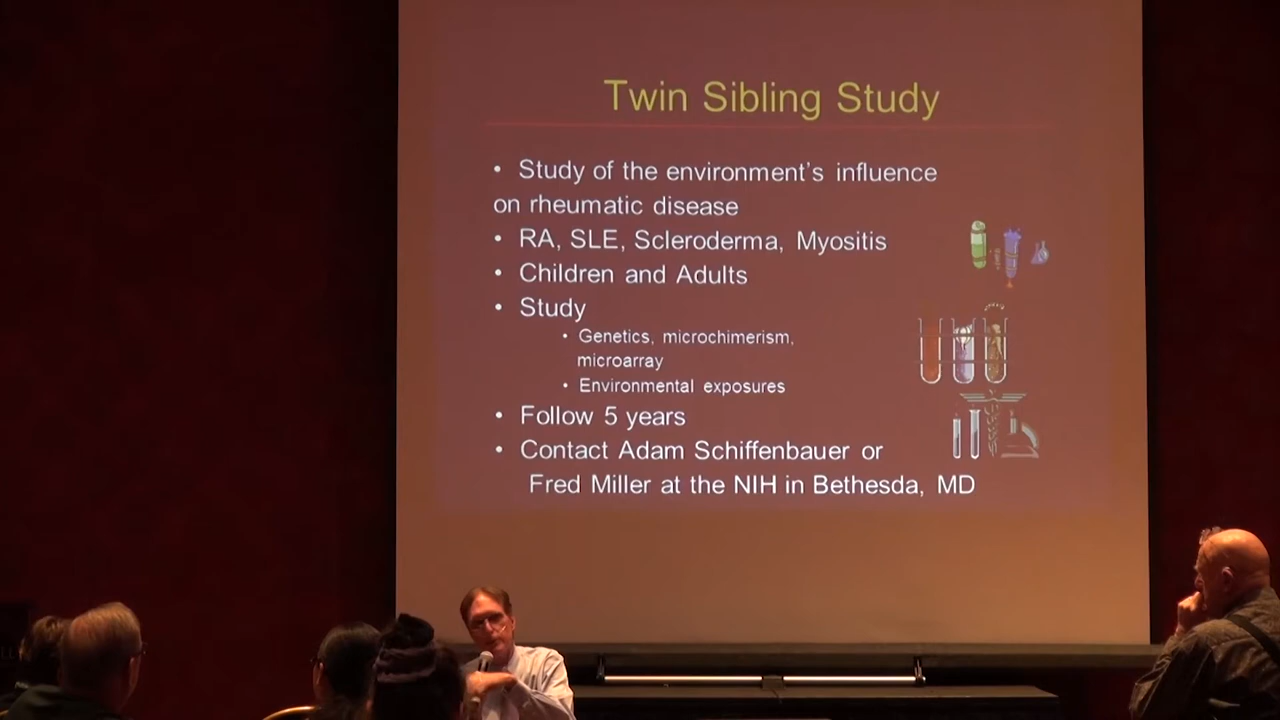 Twin Sibling Study
• Study of the environment's influence
on rheumatic disease
• RA, SLE, Scleroderma, Myositis
• Children and Adults
• Study
• Genetics, microchimerism,
microarray
• Environmental exposures
• Follow 5 years
• Contact Adam Schiffenbauer or
Fred Miller at the NIH in Bethesda, MD